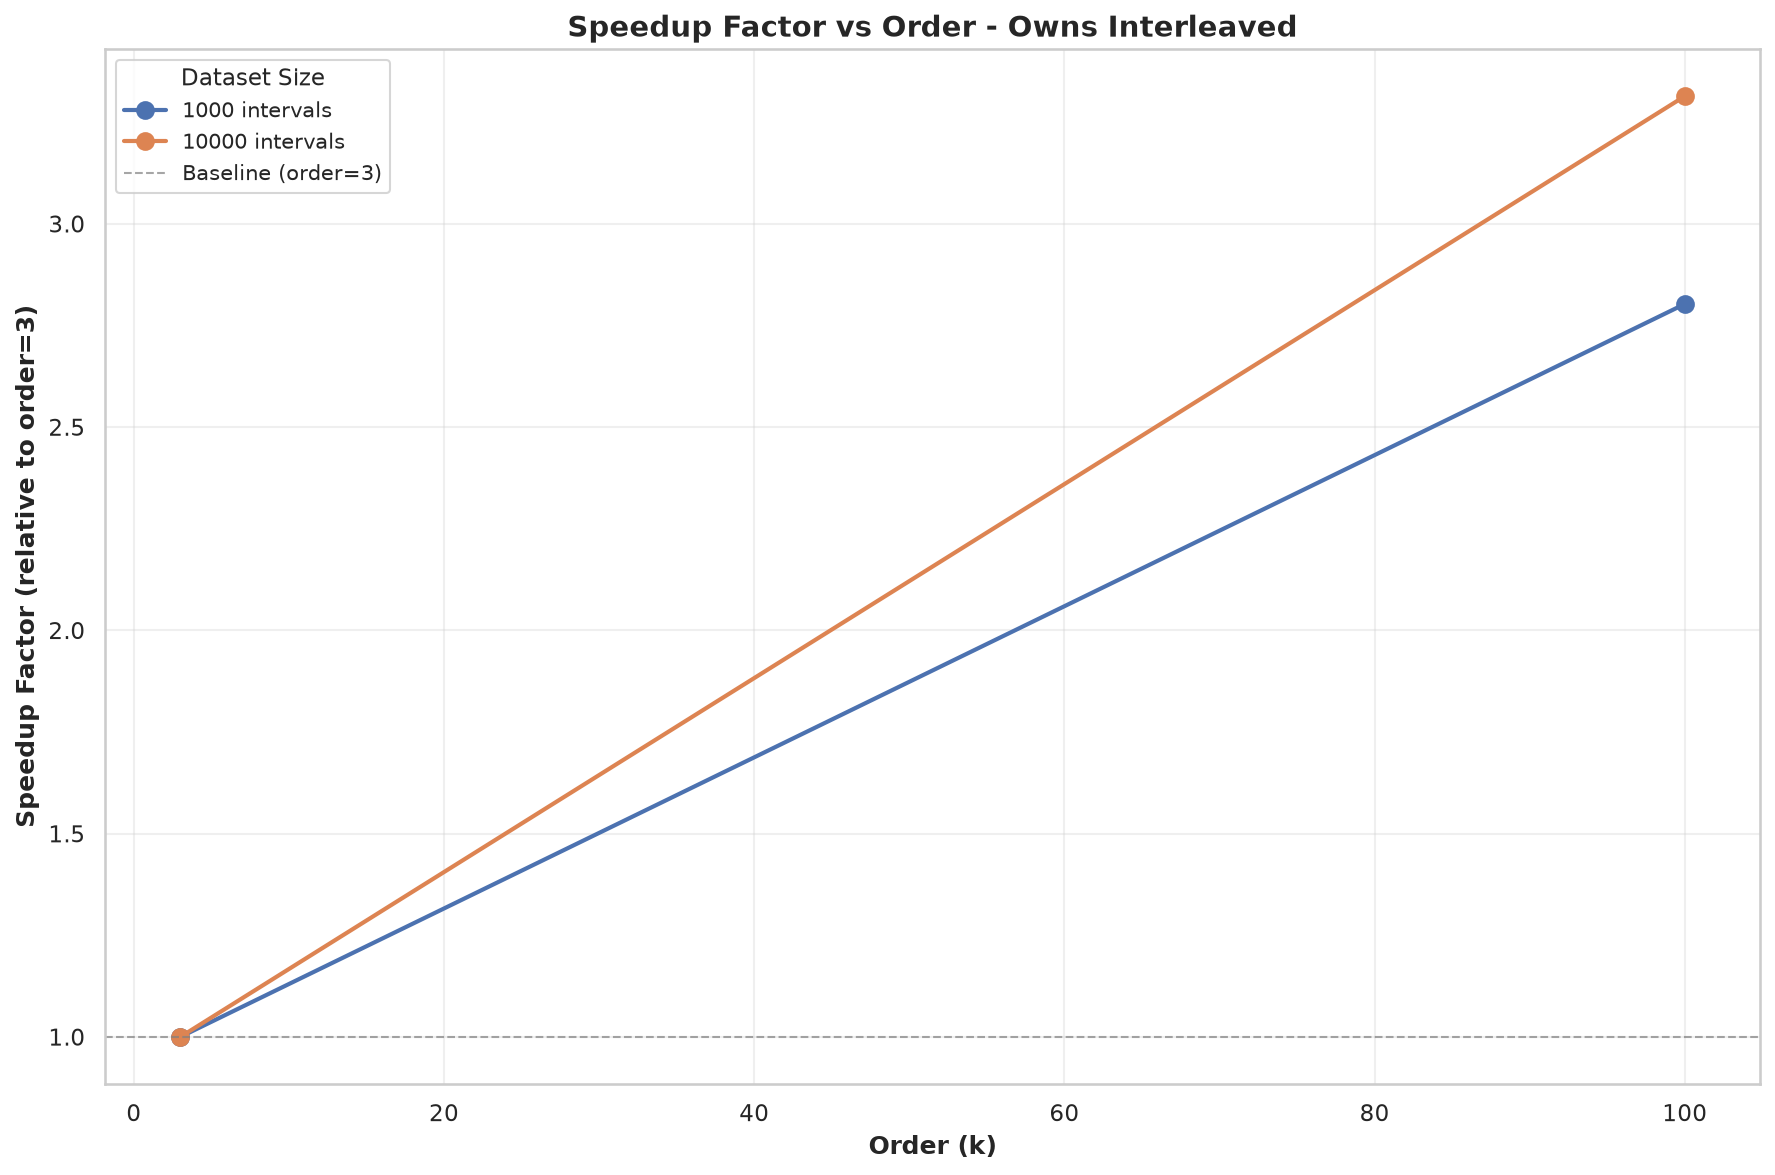 Speedup Factor vs Order - Owns Interleaved
Dataset Size
1000 intervals
10000 intervals
Baseline (order=3)
Speedup Factor (relative to order=3)
3.0
2.5
2.0
1.5
1.0
0 20 40 60 80 100
Order (k)